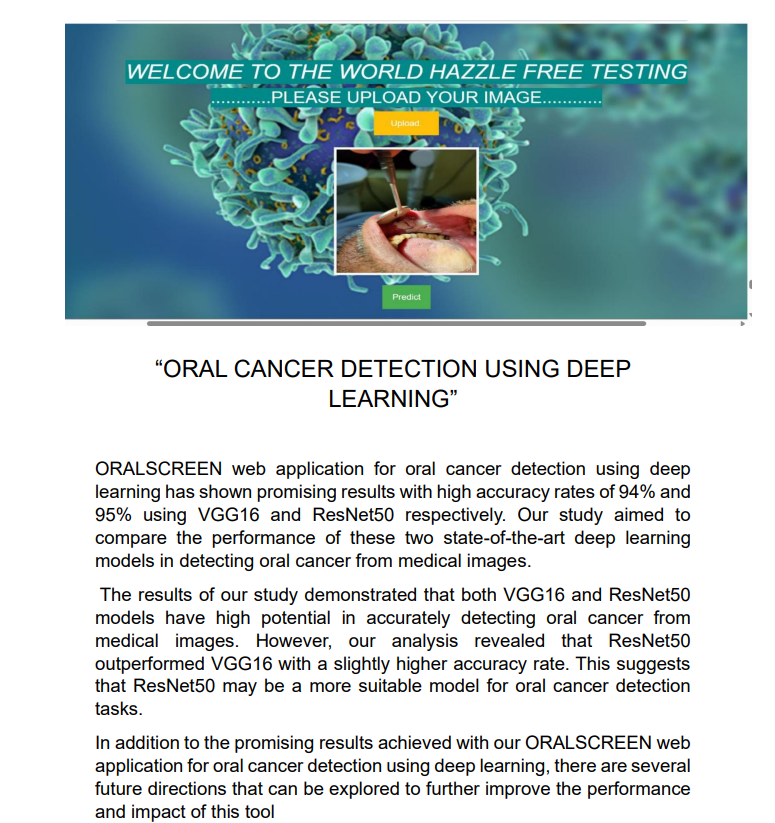 WELCOME TO THE WORLD HAZZLE FREE TESTING
............PLEASE UPLOAD YOUR IMAGE............
Upload
Predict
“ORAL CANCER DETECTION USING DEEP
LEARNING”
ORALSCREEN web application for oral cancer detection using deep
learning has shown promising results with high accuracy rates of 94% and
95% using VGG16 and ResNet50 respectively. Our study aimed to
compare the performance of these two state-of-the-art deep learning
models in detecting oral cancer from medical images.
The results of our study demonstrated that both VGG16 and ResNet50
models have high potential in accurately detecting oral cancer from
medical images. However, our analysis revealed that ResNet50
outperformed VGG16 with a slightly higher accuracy rate. This suggests
that ResNet50 may be a more suitable model for oral cancer detection
tasks.
In addition to the promising results achieved with our ORALSCREEN web
application for oral cancer detection using deep learning, there are several
future directions that can be explored to further improve the performance
and impact of this tool